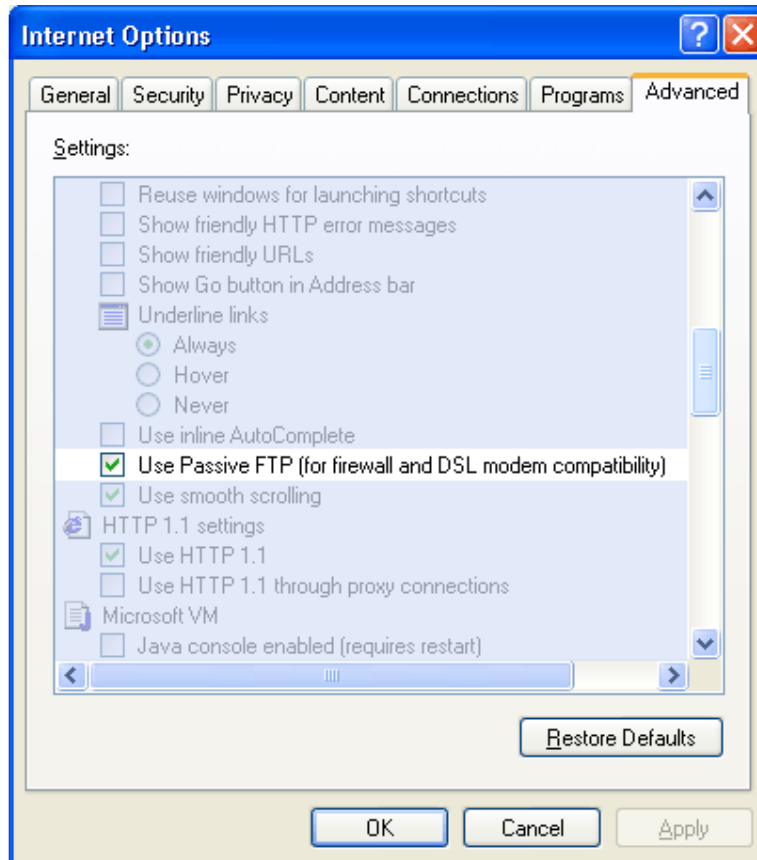 Internet Options
General Security Privacy Content Connections Programs Advanced
Settings:
Reuse windows for launching shortcuts
Show friendly HTTP error messages
Show friendly URLs
Show Go button in Address bar
Underline links
Always
Hover
Never
Use inline AutoComplete
Use Passive FTP (for firewall and DSL modem compatibility)
Use smooth scrolling
HTTP 1.1 settings
Use HTTP 1.1
Use HTTP 1.1 through proxy connections
Microsoft VM
Java console enabled (requires restart)
Restore Defaults
OK Cancel Apply